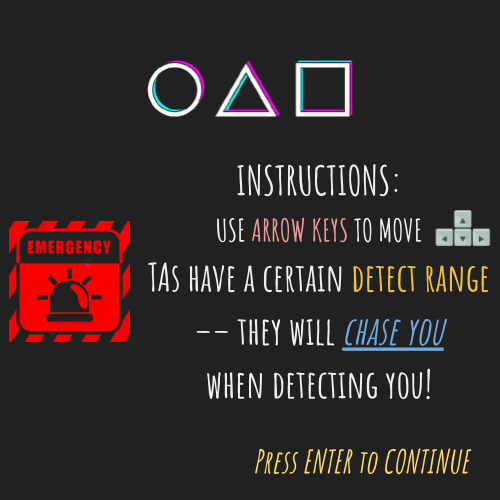 INSTRUCTIONS:
USE ARROW KEYS TO MOVE
EMERGENCY
TAs HAVE A CERTAIN DETECT RANGE
-- THEY WILL CHASE YOU
WHEN DETECTING YOU!
PRESS ENTER to CONTINUE